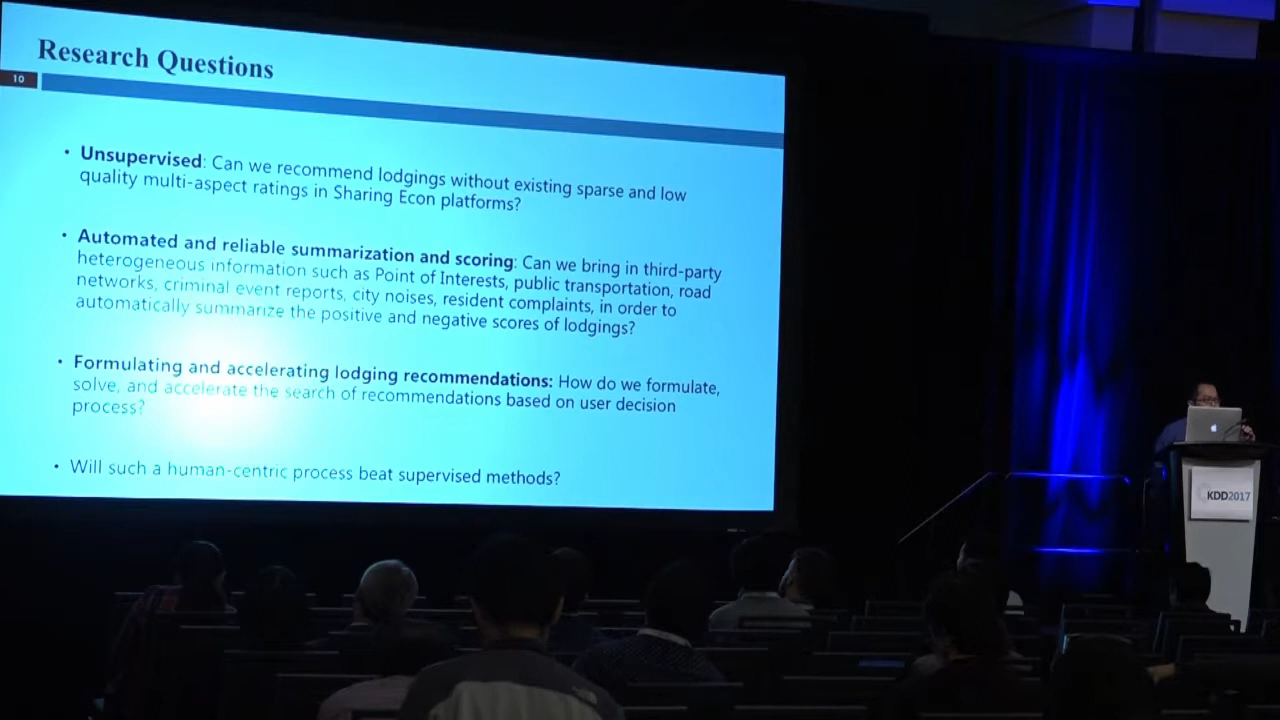 Research Questions
10
• Unsupervised: Can we recommend lodgings without existing sparse and low
quality multi-aspect ratings in Sharing Econ platforms?
• Automated and reliable summarization and scoring: Can we bring in third-party
heterogeneous information such as Point of Interests, public transportation, road
networks, criminal event reports, city noises, resident complaints, in order to
automatically summarize the positive and negative scores of lodgings?
• Formulating and accelerating lodging recommendations: How do we formulate,
solve, and accelerate the search of recommendations based on user decision
process?
• Will such a human-centric process beat supervised methods?
KDD2017